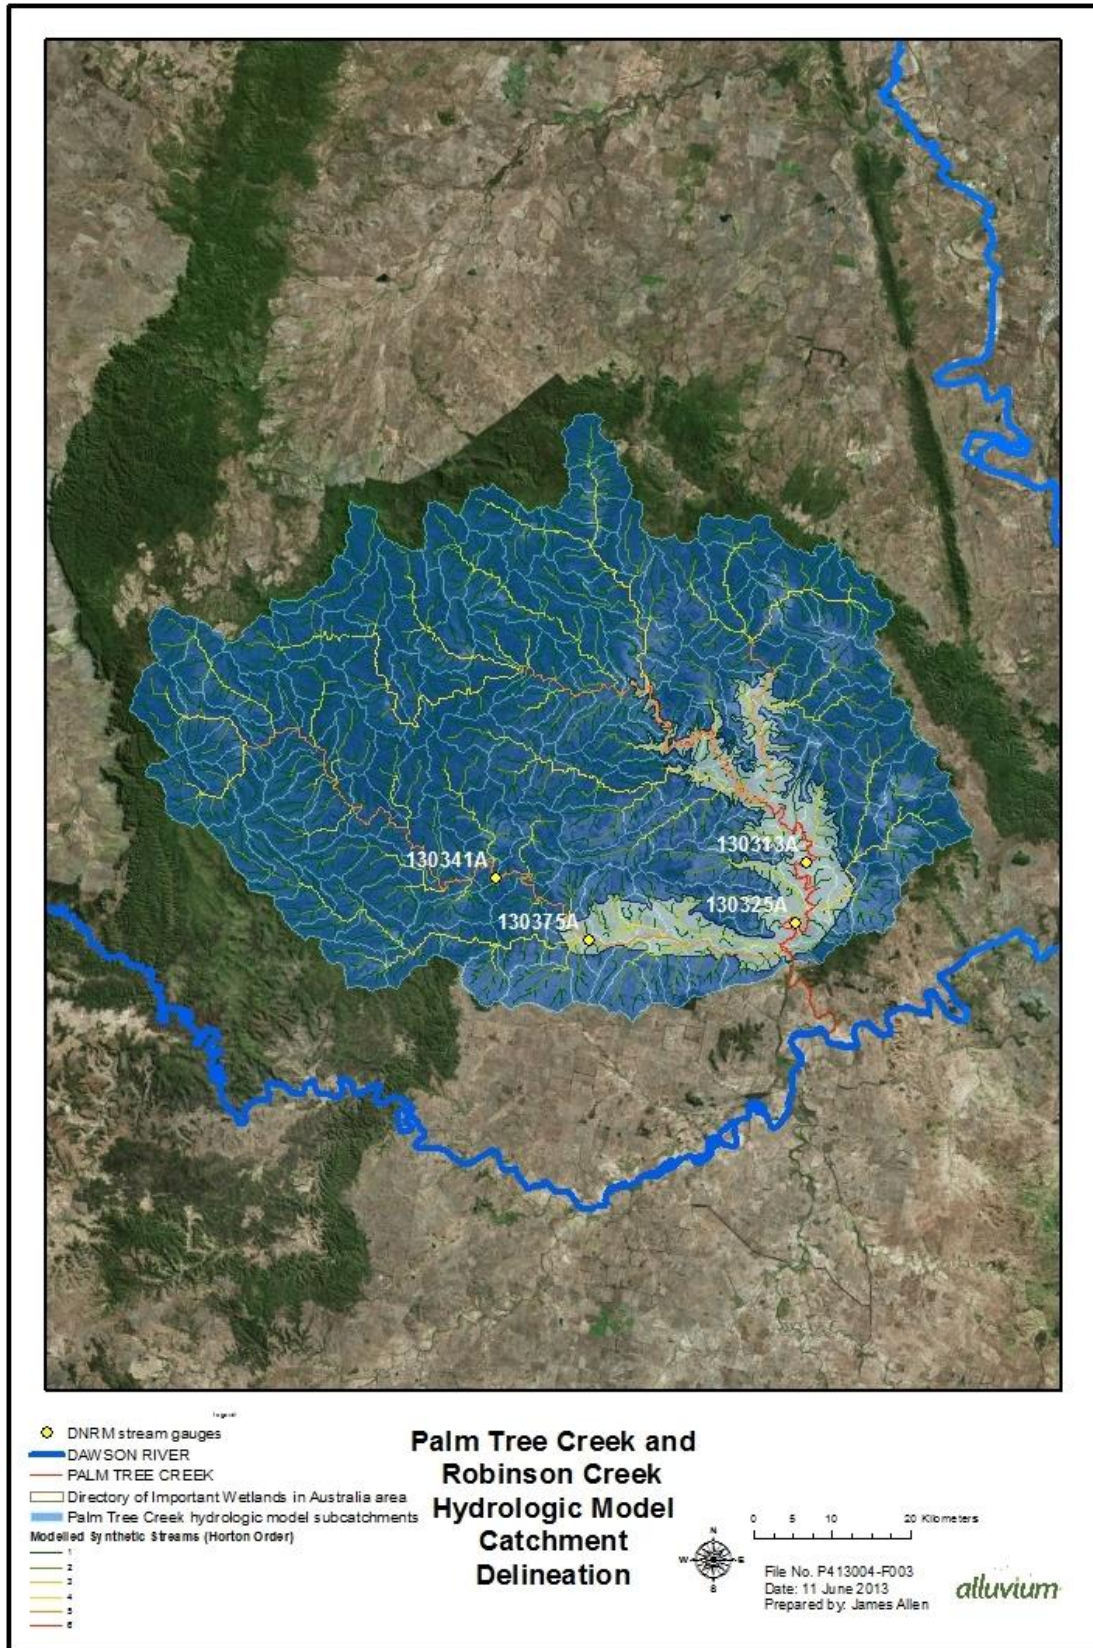 130313A
130341A
130325A
130375A
legend
DNRM stream gauges
DAWSON RIVER
PALM TREE CREEK
Directory of Important Wetlands in Australia area
Palm Tree Creek hydrologic model subcatchments
Modelled Synthetic Streams (Horton Order)
1
2
3
4
5
6
Palm Tree Creek and
Robinson Creek
Hydrologic Model
Catchment
Delineation
N
W
E
S
0 5 10 20 Kilometers
File No. P413004-F003
Date: 11 June 2013
Prepared by: James Allen
alluvium